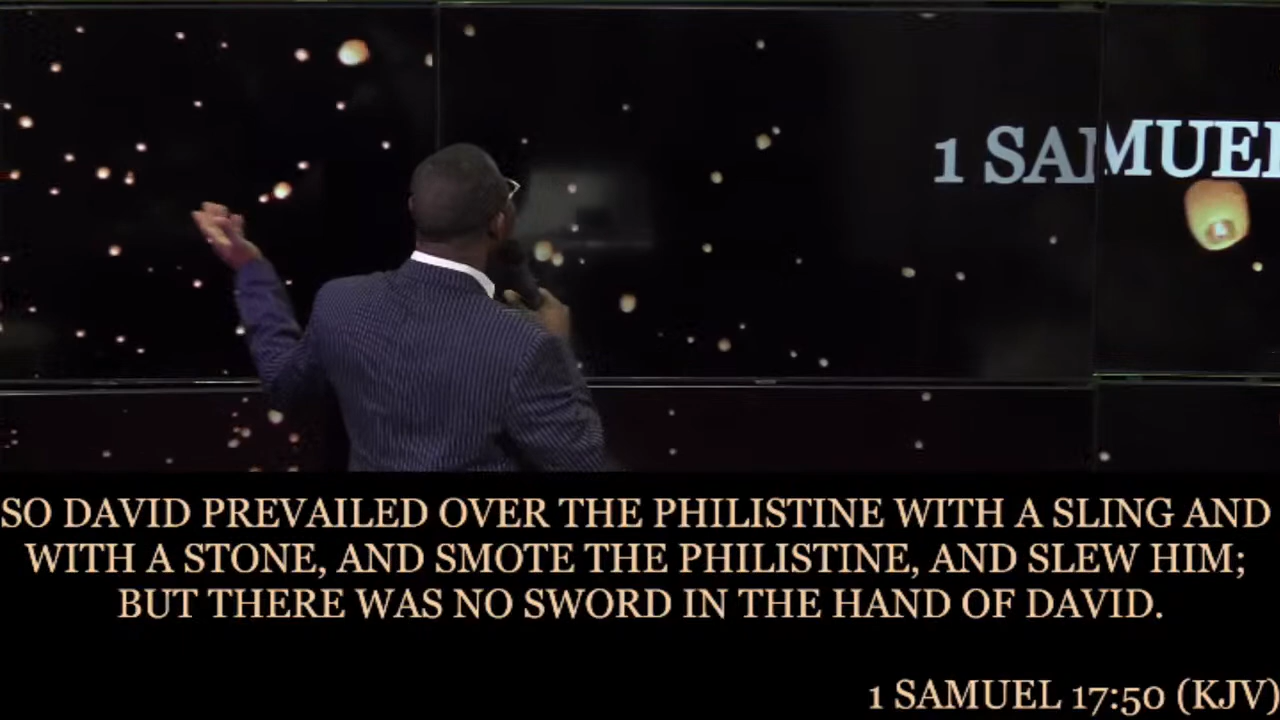 1 SAMUEL
SO DAVID PREVAILED OVER THE PHILISTINE WITH A SLING AND
WITH A STONE, AND SMOTE THE PHILISTINE, AND SLEW HIM;
BUT THERE WAS NO SWORD IN THE HAND OF DAVID.
1 SAMUEL 17:50 (KJV)